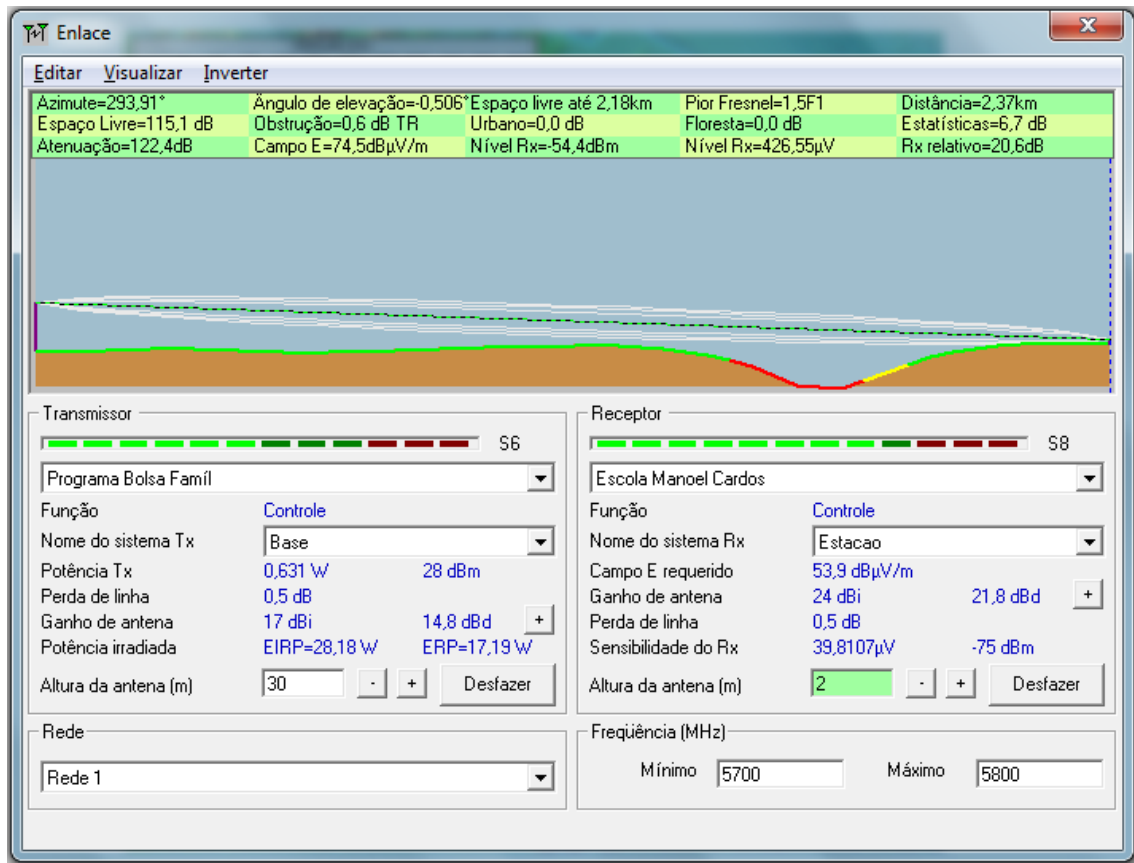 Enlace
Editar Visualizar Inverter
Azimute=293,91° Ângulo de elevação=-0,506° Espaço livre até 2,18km Pior Fresnel=1,5F1 Distância=2,37km
Espaço Livre=115,1 dB Obstrução=0,6 dB TR Urbano=0,0 dB Floresta=0,0 dB Estatísticas=6,7 dB
Atenuação=122,4dB Campo E=74,5dBµV/m Nível Rx=-54,4dBm Nível Rx=426,55µV Rx relativo=20,6dB
Transmissor
S6
Programa Bolsa Famíl
Função Controle
Nome do sistema Tx Base
Potência Tx 0,631 W 28 dBm
Perda de linha 0,5 dB
Ganho de antena 17 dBi 14,8 dBd +
Potência irradiada EIRP=28,18 W ERP=17,19 W
Altura da antena (m) 30 - + Desfazer
Rede
Rede 1
Receptor
S8
Escola Manoel Cardos
Função Controle
Nome do sistema Rx Estacao
Campo E requerido 53,9 dBµV/m
Ganho de antena 24 dBi 21,8 dBd +
Perda de linha 0,5 dB
Sensibilidade do Rx 39,8107µV -75 dBm
Altura da antena (m) 2 - + Desfazer
Freqüência (MHz)
Mínimo 5700 Máximo 5800